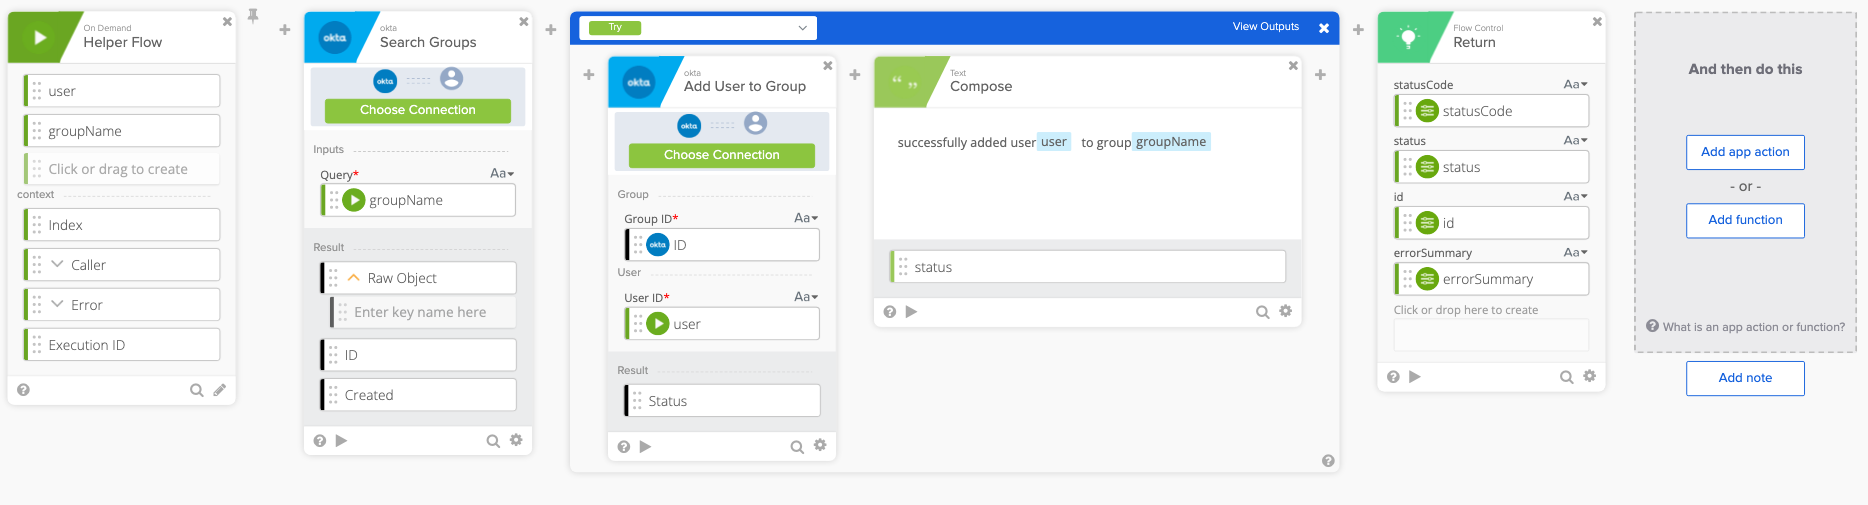 On Demand
Helper Flow
user
groupName
Click or drag to create
context
Index
Caller
Error
Execution ID
okta
okta
Search Groups
okta
Choose Connection
Inputs
Query*
Aa
groupName
Result
Raw Object
Enter key name here
ID
Created
Try
View Outputs
okta
okta
Add User to Group
okta
Choose Connection
Group
Group ID*
Aa
okta
ID
User
User ID*
Aa
user
Result
Status
Text
Compose
successfully added user user to group groupName
status
Flow Control
Return
statusCode
Aa
statusCode
status
Aa
status
id
Aa
id
errorSummary
Aa
errorSummary
Click or drop here to create
And then do this
Add app action
- or -
Add function
What is an app action or function?
Add note